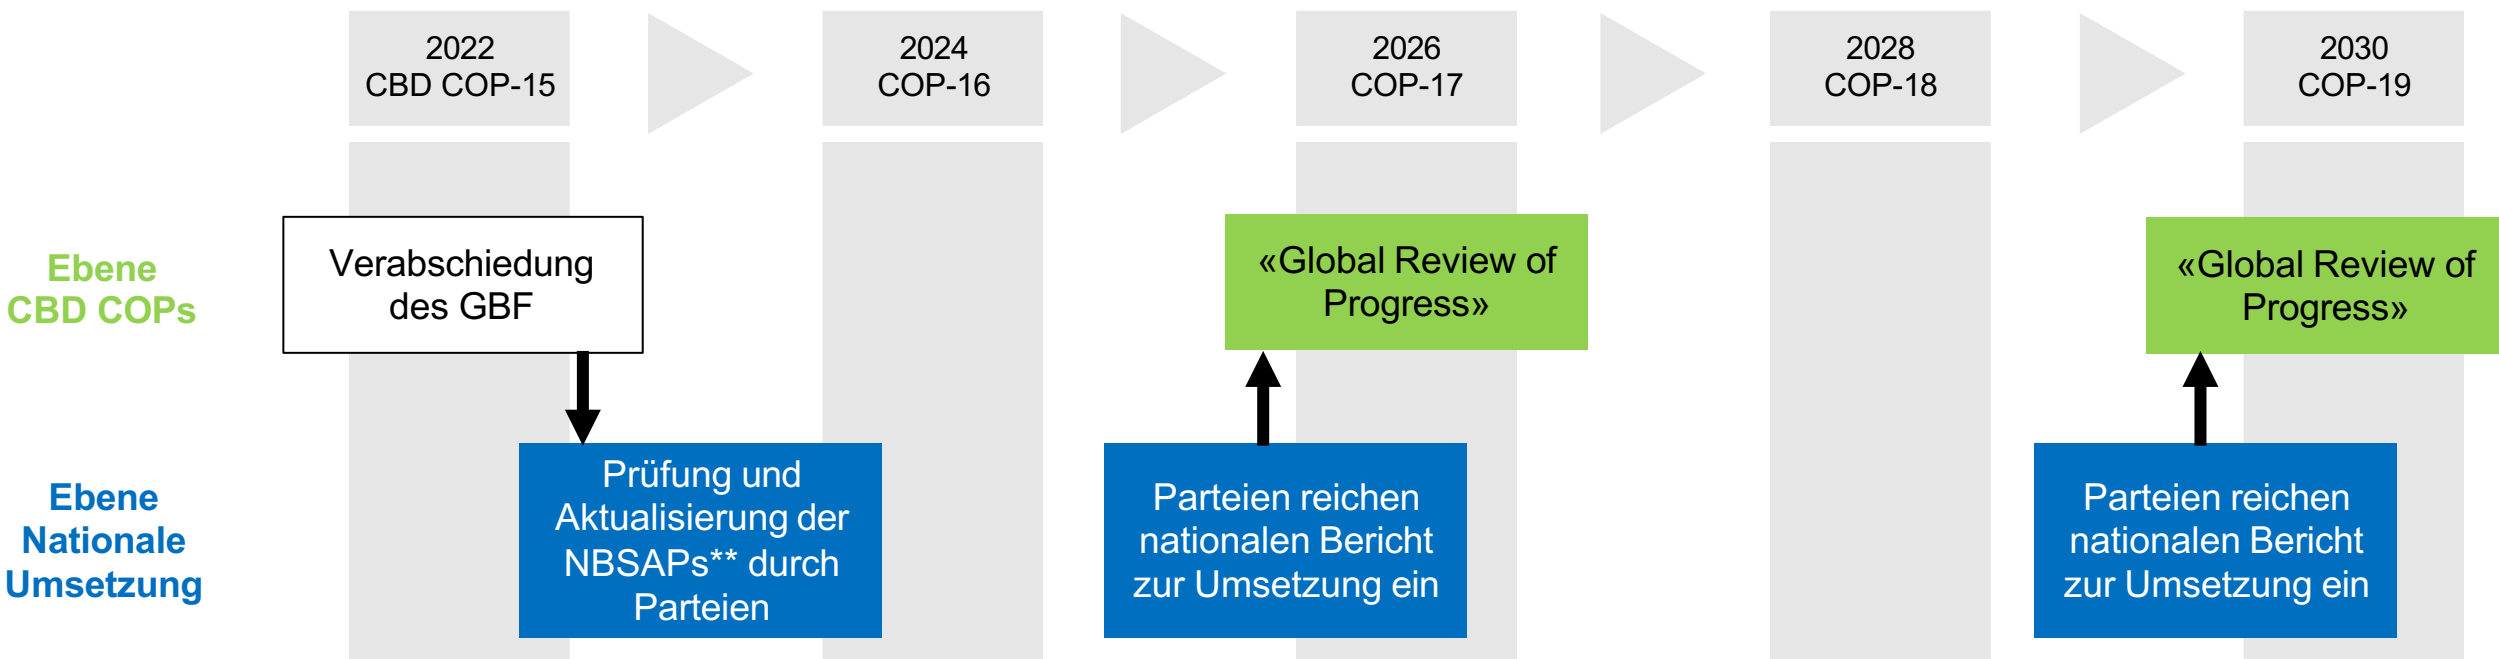 2022
CBD COP-15
2024
COP-16
2026
COP-17
2028
COP-18
2030
COP-19
Ebene
CBD COPs
Verabschiedung
des GBF
«Global Review of
Progress»
«Global Review of
Progress»
Ebene
Nationale
Umsetzung
Prüfung und
Aktualisierung der
NBSAPs** durch
Parteien
Parteien reichen
nationalen Bericht
zur Umsetzung ein
Parteien reichen
nationalen Bericht
zur Umsetzung ein